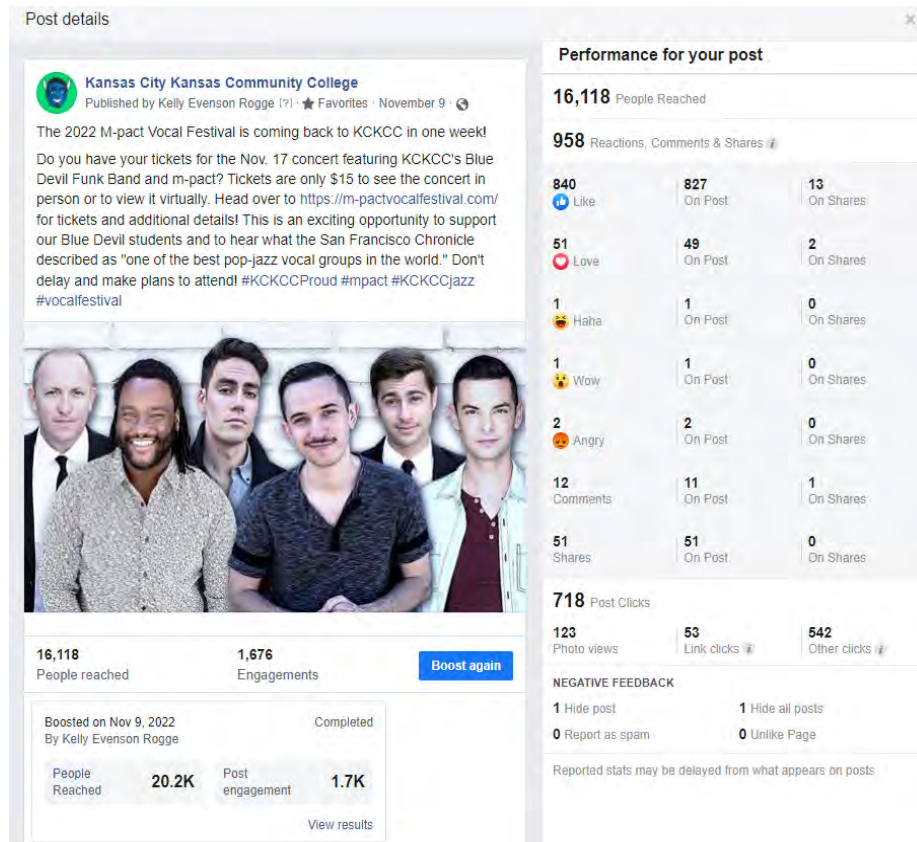 Post details
×
Kansas City Kansas Community College
Published by Kelly Evenson Rogge [?] · Favorites · November 9 ·
The 2022 M-pact Vocal Festival is coming back to KCKCC in one week!
Do you have your tickets for the Nov. 17 concert featuring KCKCC's Blue
Devil Funk Band and m-pact? Tickets are only $15 to see the concert in
person or to view it virtually. Head over to https://m-pactvocalfestival.com/
for tickets and additional details! This is an exciting opportunity to support
our Blue Devil students and to hear what the San Francisco Chronicle
described as "one of the best pop-jazz vocal groups in the world." Don't
delay and make plans to attend! #KCKCCProud #mpact #KCKCCjazz
#vocalfestival
16,118 1,676
People reached Engagements
Boost again
Boosted on Nov 9, 2022 Completed
By Kelly Evenson Rogge
People Reached 20.2K Post engagement 1.7K
View results
Performance for your post
16,118 People Reached
958 Reactions, Comments & Shares i
840 827 13
Like On Post On Shares
51 49 2
Love On Post On Shares
1 1 0
Haha On Post On Shares
1 1 0
Wow On Post On Shares
2 2 0
Angry On Post On Shares
12 11 1
Comments On Post On Shares
51 51 0
Shares On Post On Shares
718 Post Clicks
123 53 542
Photo views Link clicks i Other clicks i
NEGATIVE FEEDBACK
1 Hide post 1 Hide all posts
0 Report as spam 0 Unlike Page
Reported stats may be delayed from what appears on posts